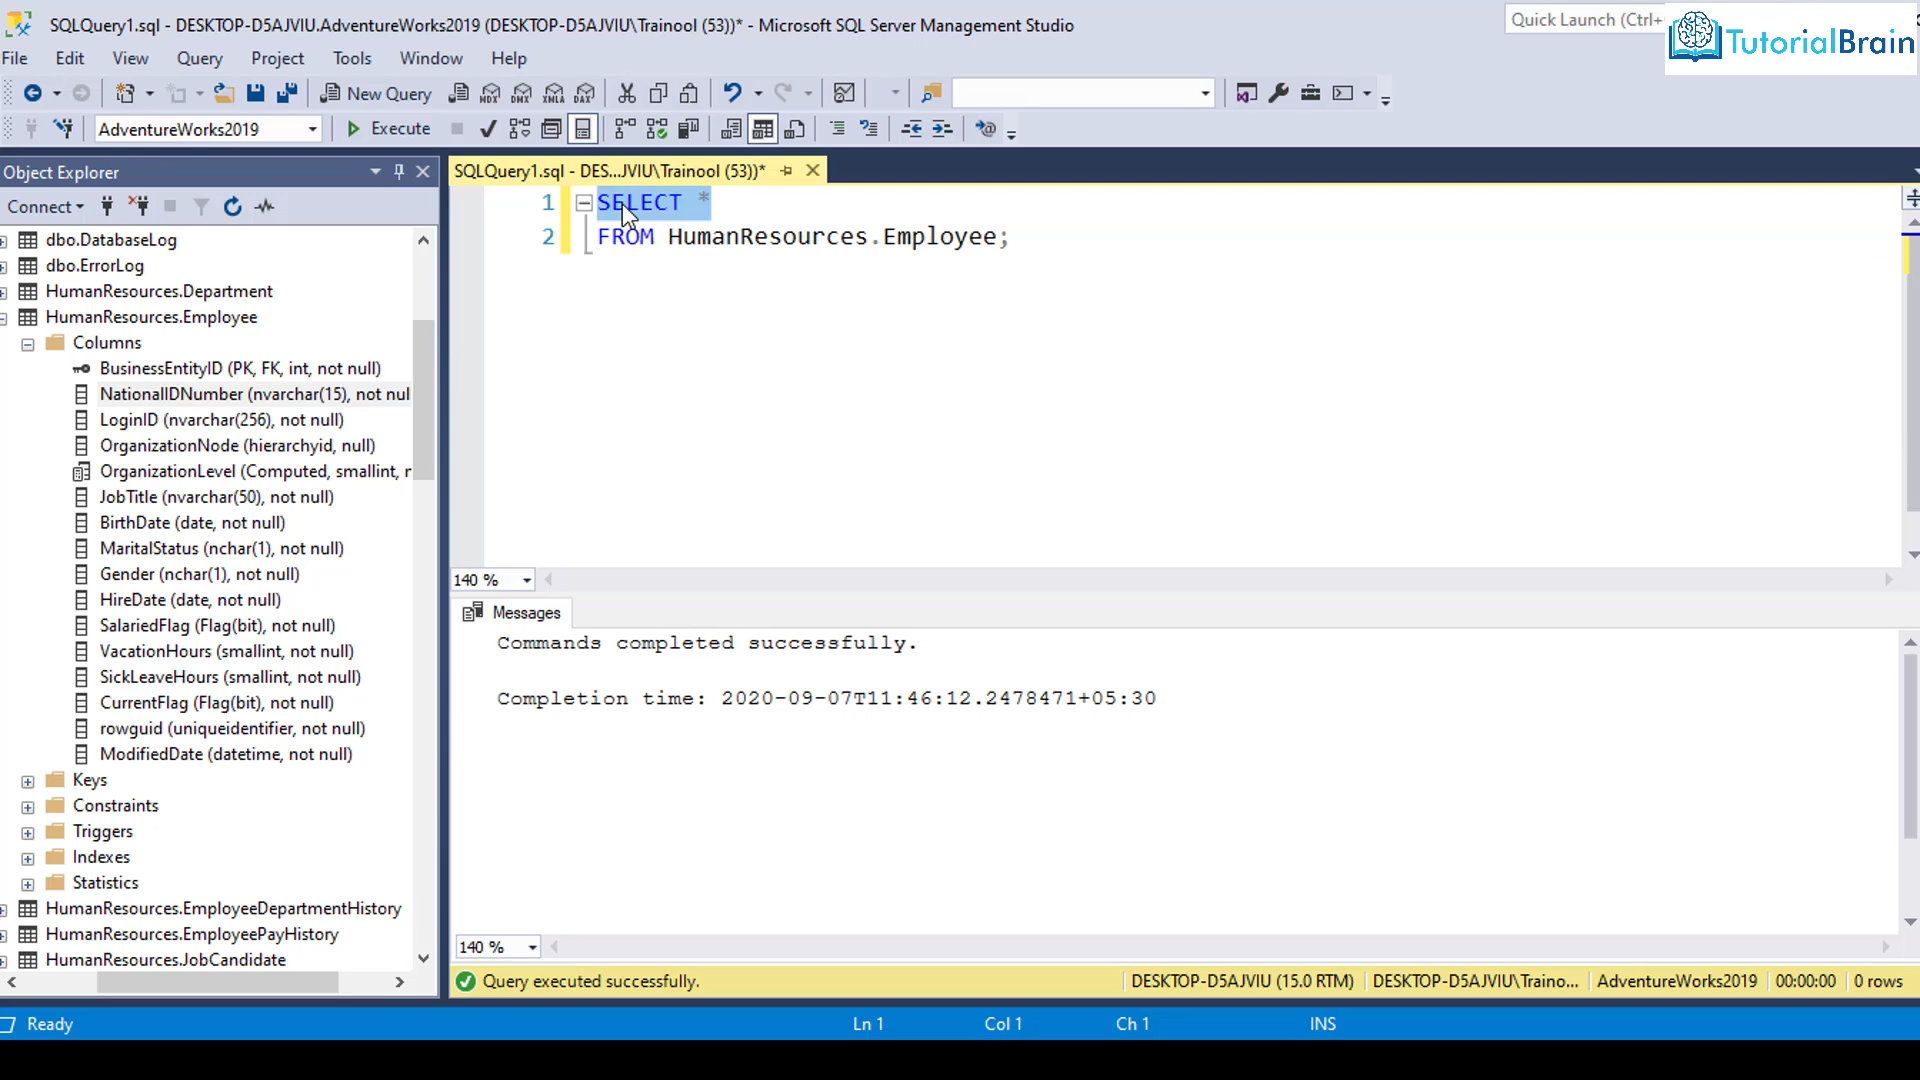 SQLQuery1.sql - DESKTOP-D5AJVIU.AdventureWorks2019 (DESKTOP-D5AJVIU\Trainool (53))* - Microsoft SQL Server Management Studio
Quick Launch (Ctrl+
TutorialBrain
File Edit View Query Project Tools Window Help
New Query MDX DMX XMLA DAX
AdventureWorks2019 Execute
Object Explorer
Connect
dbo.DatabaseLog
dbo.ErrorLog
HumanResources.Department
HumanResources.Employee
Columns
BusinessEntityID (PK, FK, int, not null)
NationalIDNumber (nvarchar(15), not nul
LoginID (nvarchar(256), not null)
OrganizationNode (hierarchyid, null)
OrganizationLevel (Computed, smallint, n
JobTitle (nvarchar(50), not null)
BirthDate (date, not null)
MaritalStatus (nchar(1), not null)
Gender (nchar(1), not null)
HireDate (date, not null)
SalariedFlag (Flag(bit), not null)
VacationHours (smallint, not null)
SickLeaveHours (smallint, not null)
CurrentFlag (Flag(bit), not null)
rowguid (uniqueidentifier, not null)
ModifiedDate (datetime, not null)
Keys
Constraints
Triggers
Indexes
Statistics
HumanResources.EmployeeDepartmentHistory
HumanResources.EmployeePayHistory
HumanResources.JobCandidate
SQLQuery1.sql - DES...JVIU\Trainool (53))*
1 SELECT *
2 FROM HumanResources.Employee;
140 %
Messages
Commands completed successfully.
Completion time: 2020-09-07T11:46:12.2478471+05:30
140 %
Query executed successfully. DESKTOP-D5AJVIU (15.0 RTM) DESKTOP-D5AJVIU\Traino... AdventureWorks2019 00:00:00 0 rows
Ready Ln 1 Col 1 Ch 1 INS